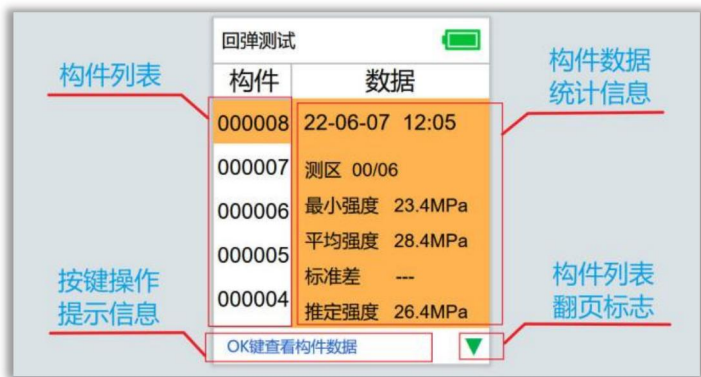 回弹测试
构件 数据
000008
000007
000006
000005
000004
22-06-07 12:05
测区 00/06
最小强度 23.4MPa
平均强度 28.4MPa
标准差 ---
推定强度 26.4MPa
OK键查看构件数据
构件列表
按键操作
提示信息
构件数据
统计信息
构件列表
翻页标志